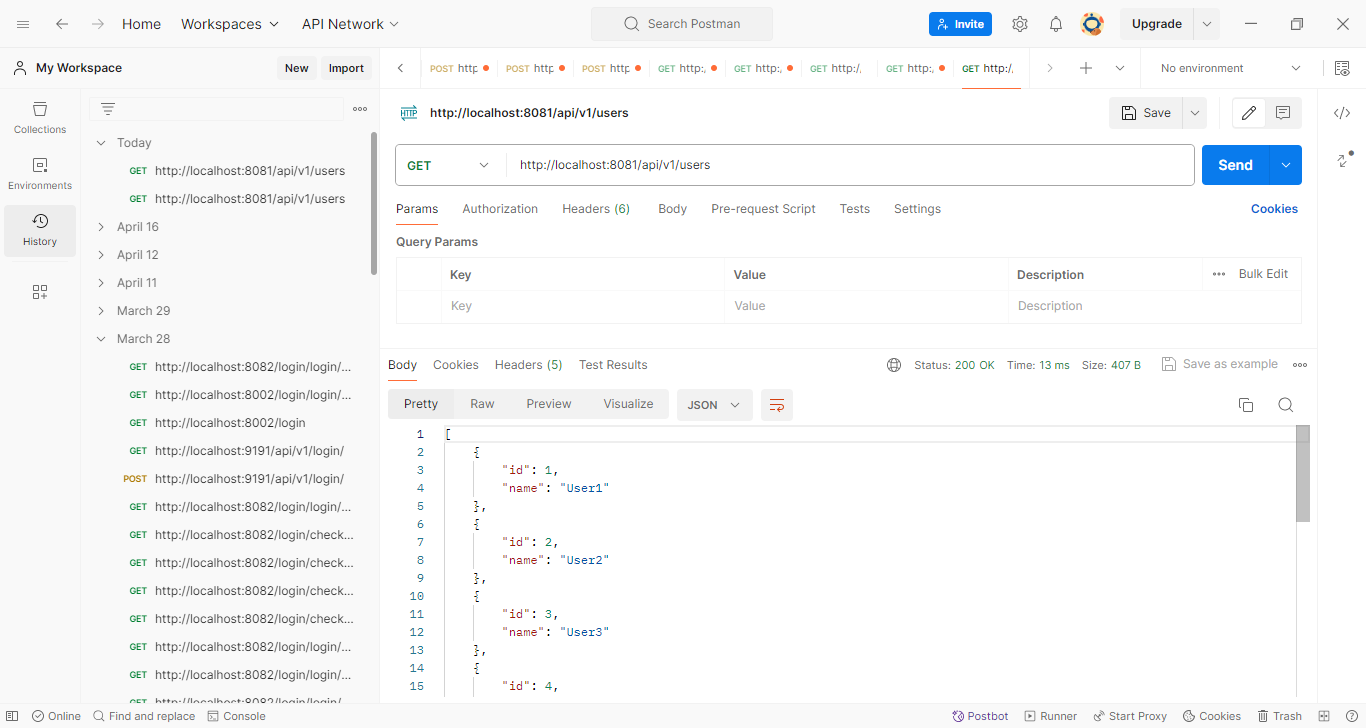 Home Workspaces API Network Search Postman Invite Upgrade
My Workspace New Import POST http POST http POST http GET http:, GET http:, GET http:/, GET http:, GET http:/, No environment
Collections
Environments
History
Today
GET http://localhost:8081/api/v1/users
GET http://localhost:8081/api/v1/users
April 16
April 12
April 11
March 29
March 28
GET http://localhost:8082/login/login/...
GET http://localhost:8002/login/login/...
GET http://localhost:8002/login
GET http://localhost:9191/api/v1/login/
POST http://localhost:9191/api/v1/login/
GET http://localhost:8082/login/login/...
GET http://localhost:8082/login/check...
GET http://localhost:8082/login/check...
GET http://localhost:8082/login/check...
GET http://localhost:8082/login/check...
GET http://localhost:8082/login/login/...
GET http://localhost:8082/login/login/...
GET http://localhost:8082/login/login/
HTTP http://localhost:8081/api/v1/users Save
GET http://localhost:8081/api/v1/users Send
Params Authorization Headers (6) Body Pre-request Script Tests Settings Cookies
Query Params
Key Value Description Bulk Edit
Key Value Description
Body Cookies Headers (5) Test Results Status: 200 OK Time: 13 ms Size: 407 B Save as example
Pretty Raw Preview Visualize JSON
1 [
2 {
3 "id": 1,
4 "name": "User1"
5 },
6 {
7 "id": 2,
8 "name": "User2"
9 },
10 {
11 "id": 3,
12 "name": "User3"
13 },
14 {
15 "id": 4,
Online Find and replace Console Postbot Runner Start Proxy Cookies Trash